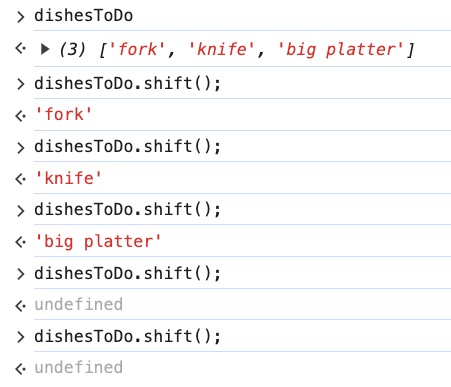 dishesToDo
(3) ['fork', 'knife', 'big platter']
dishesToDo.shift();
'fork'
dishesToDo.shift();
'knife'
dishesToDo.shift();
'big platter'
dishesToDo.shift();
undefined
dishesToDo.shift();
undefined